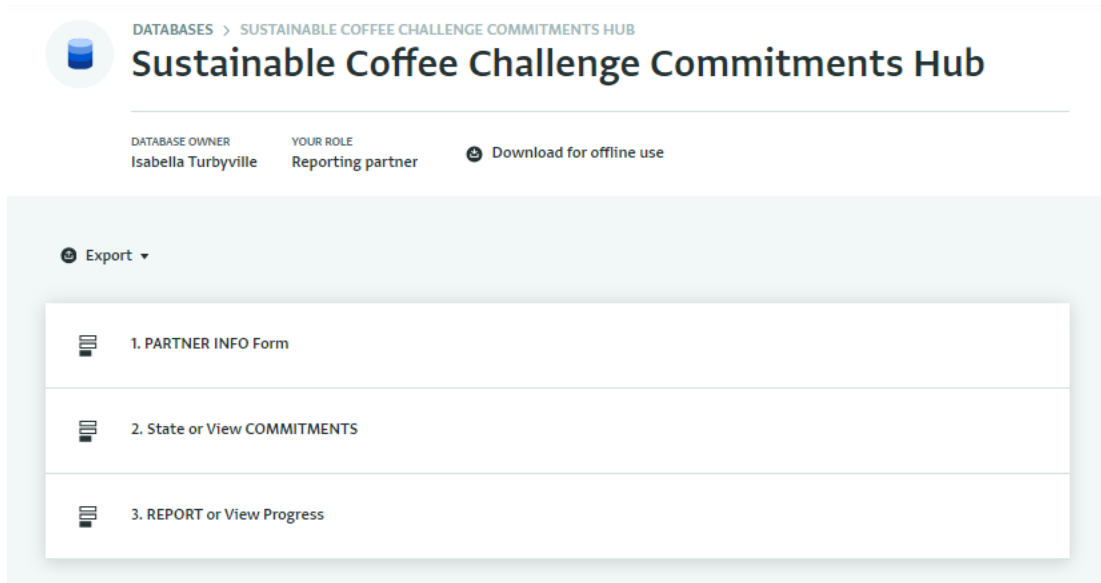 DATABASES > SUSTAINABLE COFFEE CHALLENGE COMMITMENTS HUB
Sustainable Coffee Challenge Commitments Hub
DATABASE OWNER
Isabella Turbyville
YOUR ROLE
Reporting partner
Download for offline use
Export
1. PARTNER INFO Form
2. State or View COMMITMENTS
3. REPORT or View Progress